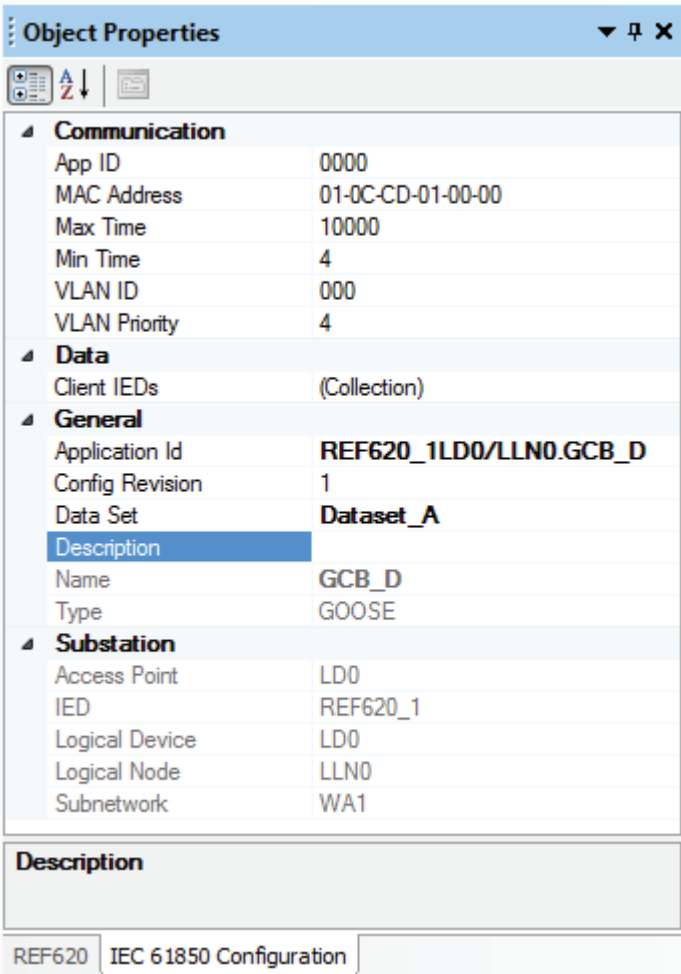 Object Properties
Communication
App ID 0000
MAC Address 01-0C-CD-01-00-00
Max Time 10000
Min Time 4
VLAN ID 000
VLAN Priority 4
Data
Client IEDs (Collection)
General
Application Id REF620_1LD0/LLN0.GCB_D
Config Revision 1
Data Set Dataset_A
Description
Name GCB_D
Type GOOSE
Substation
Access Point LD0
IED REF620_1
Logical Device LD0
Logical Node LLN0
Subnetwork WA1
Description
REF620 IEC 61850 Configuration